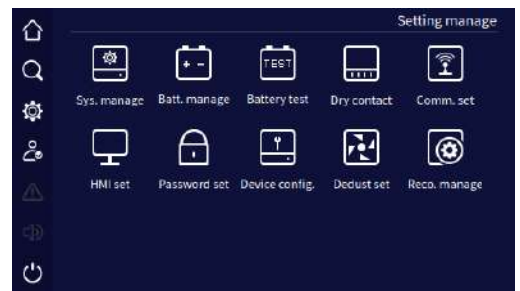 Setting manage
TEST
Sys. manage Batt. manage Battery test Dry contact Comm. set
HMI set Password set Device config. Dedust set Reco. manage